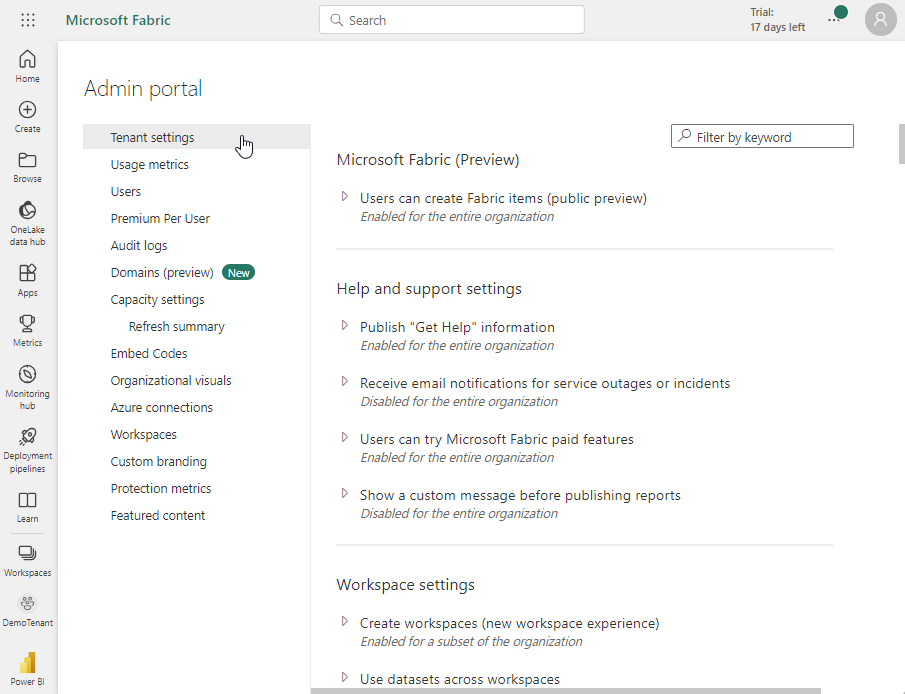 Microsoft Fabric
Search
Trial:
17 days left
Home
Create
Browse
OneLake
data hub
Apps
Metrics
Monitoring
hub
Deployment
pipelines
Learn
Workspaces
DemoTenant
Power BI
Admin portal
Tenant settings
Usage metrics
Users
Premium Per User
Audit logs
Domains (preview) New
Capacity settings
Refresh summary
Embed Codes
Organizational visuals
Azure connections
Workspaces
Custom branding
Protection metrics
Featured content
Filter by keyword
Microsoft Fabric (Preview)
Users can create Fabric items (public preview)
Enabled for the entire organization
Help and support settings
Publish "Get Help" information
Enabled for the entire organization
Receive email notifications for service outages or incidents
Disabled for the entire organization
Users can try Microsoft Fabric paid features
Enabled for the entire organization
Show a custom message before publishing reports
Disabled for the entire organization
Workspace settings
Create workspaces (new workspace experience)
Enabled for a subset of the organization
Use datasets across workspaces